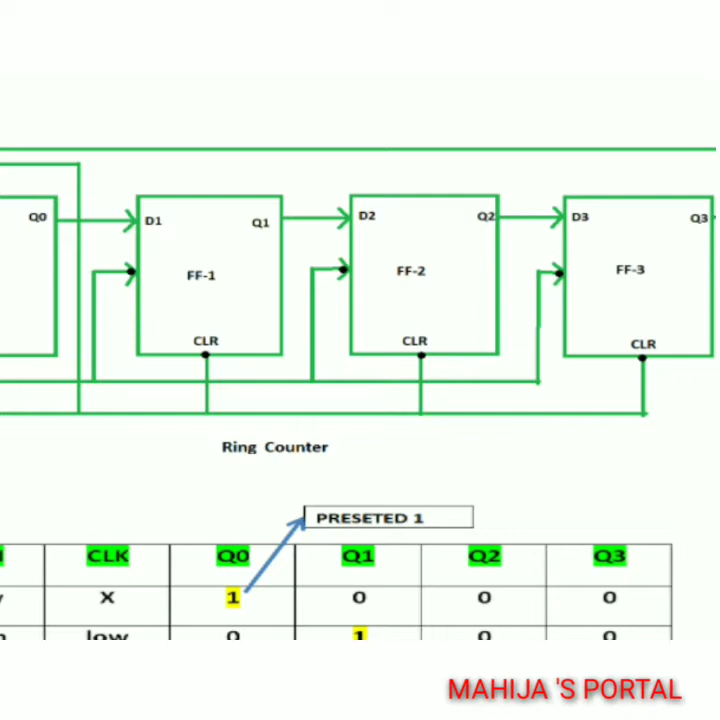 Q0 D1 Q1 D2 Q2 D3 Q3
FF-1 FF-2 FF-3
CLR CLR CLR
Ring Counter
PRESETED 1
CLK Q0 Q1 Q2 Q3
X 1 0 0 0
low 0 1 0 0
MAHIJA 'S PORTAL